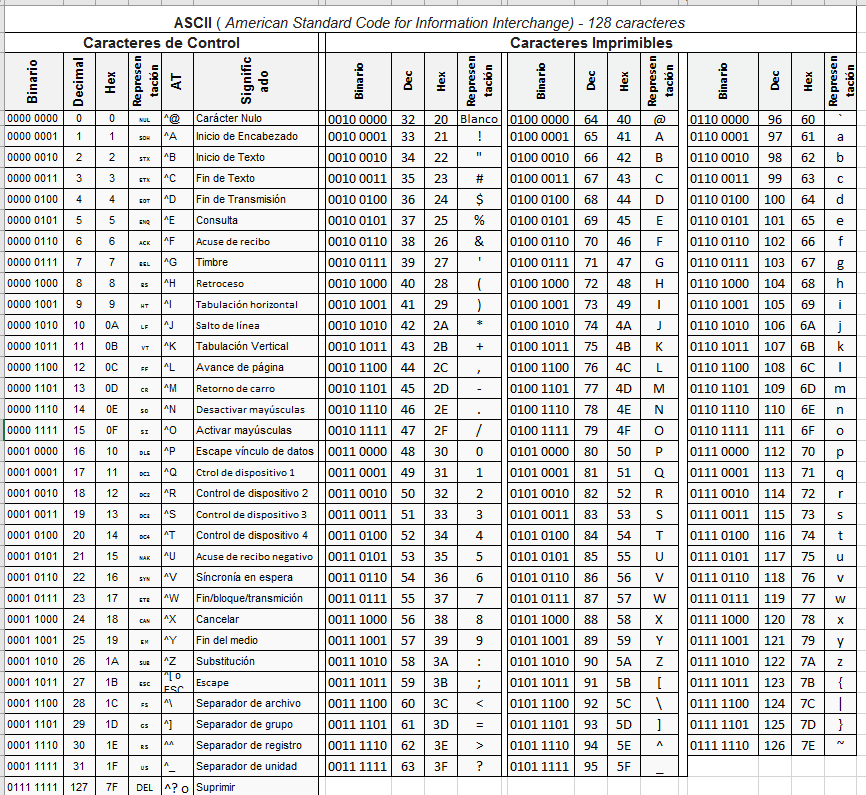 ASCII ( American Standard Code for Information Interchange) - 128 caracteres
Caracteres de Control Caracteres Imprimibles
Binario Decimal Hex Represen tación AT Signific ado Binario Dec Hex Represen tación Binario Dec Hex Represen tación Binario Dec Hex Represen tación
0000 0000 0 0 NUL ^@ Carácter Nulo 0010 0000 32 20 Blanco 0100 0000 64 40 @ 0110 0000 96 60 `
0000 0001 1 1 SOH ^A Inicio de Encabezado 0010 0001 33 21 ! 0100 0001 65 41 A 0110 0001 97 61 a
0000 0010 2 2 STX ^B Inicio de Texto 0010 0010 34 22 " 0100 0010 66 42 B 0110 0010 98 62 b
0000 0011 3 3 ETX ^C Fin de Texto 0010 0011 35 23 # 0100 0011 67 43 C 0110 0011 99 63 c
0000 0100 4 4 EOT ^D Fin de Transmisión 0010 0100 36 24 $ 0100 0100 68 44 D 0110 0100 100 64 d
0000 0101 5 5 ENQ ^E Consulta 0010 0101 37 25 % 0100 0101 69 45 E 0110 0101 101 65 e
0000 0110 6 6 ACK ^F Acuse de recibo 0010 0110 38 26 & 0100 0110 70 46 F 0110 0110 102 66 f
0000 0111 7 7 BEL ^G Timbre 0010 0111 39 27 ' 0100 0111 71 47 G 0110 0111 103 67 g
0000 1000 8 8 BS ^H Retroceso 0010 1000 40 28 ( 0100 1000 72 48 H 0110 1000 104 68 h
0000 1001 9 9 HT ^I Tabulación horizontal 0010 1001 41 29 ) 0100 1001 73 49 I 0110 1001 105 69 i
0000 1010 10 0A LF ^J Salto de línea 0010 1010 42 2A * 0100 1010 74 4A J 0110 1010 106 6A j
0000 1011 11 0B VT ^K Tabulación Vertical 0010 1011 43 2B + 0100 1011 75 4B K 0110 1011 107 6B k
0000 1100 12 0C FF ^L Avance de página 0010 1100 44 2C , 0100 1100 76 4C L 0110 1100 108 6C l
0000 1101 13 0D CR ^M Retorno de carro 0010 1101 45 2D - 0100 1101 77 4D M 0110 1101 109 6D m
0000 1110 14 0E SO ^N Desactivar mayúsculas 0010 1110 46 2E . 0100 1110 78 4E N 0110 1110 110 6E n
0000 1111 15 0F SI ^O Activar mayúsculas 0010 1111 47 2F / 0100 1111 79 4F O 0110 1111 111 6F o
0001 0000 16 10 DLE ^P Escape vínculo de datos 0011 0000 48 30 0 0101 0000 80 50 P 0111 0000 112 70 p
0001 0001 17 11 DC1 ^Q Ctrol de dispositivo 1 0011 0001 49 31 1 0101 0001 81 51 Q 0111 0001 113 71 q
0001 0010 18 12 DC2 ^R Control de dispositivo 2 0011 0010 50 32 2 0101 0010 82 52 R 0111 0010 114 72 r
0001 0011 19 13 DC3 ^S Control de dispositivo 3 0011 0011 51 33 3 0101 0011 83 53 S 0111 0011 115 73 s
0001 0100 20 14 DC4 ^T Control de dispositivo 4 0011 0100 52 34 4 0101 0100 84 54 T 0111 0100 116 74 t
0001 0101 21 15 NAK ^U Acuse de recibo negativo 0011 0101 53 35 5 0101 0101 85 55 U 0111 0101 117 75 u
0001 0110 22 16 SYN ^V Síncronía en espera 0011 0110 54 36 6 0101 0110 86 56 V 0111 0110 118 76 v
0001 0111 23 17 ETB ^W Fin/bloque/transmición 0011 0111 55 37 7 0101 0111 87 57 W 0111 0111 119 77 w
0001 1000 24 18 CAN ^X Cancelar 0011 1000 56 38 8 0101 1000 88 58 X 0111 1000 120 78 x
0001 1001 25 19 EM ^Y Fin del medio 0011 1001 57 39 9 0101 1001 89 59 Y 0111 1001 121 79 y
0001 1010 26 1A SUB ^Z Substitución 0011 1010 58 3A : 0101 1010 90 5A Z 0111 1010 122 7A z
0001 1011 27 1B ESC ^[ o ESC Escape 0011 1011 59 3B ; 0101 1011 91 5B [ 0111 1011 123 7B {
0001 1100 28 1C FS ^\ Separador de archivo 0011 1100 60 3C < 0101 1100 92 5C \ 0111 1100 124 7C |
0001 1101 29 1D GS ^] Separador de grupo 0011 1101 61 3D = 0101 1101 93 5D ] 0111 1101 125 7D }
0001 1110 30 1E RS ^^ Separador de registro 0011 1110 62 3E > 0101 1110 94 5E ^ 0111 1110 126 7E ~
0001 1111 31 1F US ^_ Separador de unidad 0011 1111 63 3F ? 0101 1111 95 5F _
0111 1111 127 7F DEL ^? o Suprimir